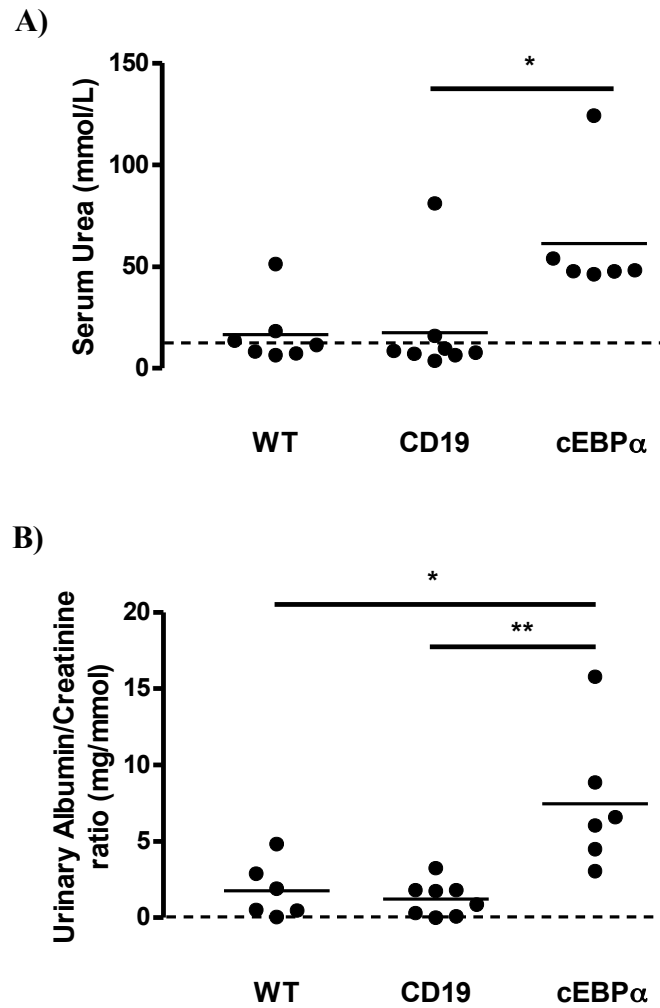 A)
Serum Urea (mmol/L)
150
100
50
0
*
WT
CD19
cEBPα
B)
Urinary Albumin/Creatinine
ratio (mg/mmol)
20
15
10
5
0
*
**
WT
CD19
cEBPα